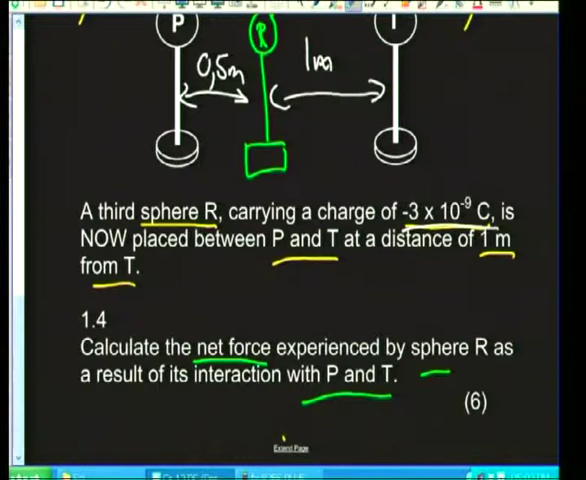 P
R
T
0,5m
1m
A third sphere R, carrying a charge of -3 x 10⁻⁹ C, is
NOW placed between P and T at a distance of 1 m
from T.
1.4
Calculate the net force experienced by sphere R as
a result of its interaction with P and T.
(6)
Extend Page